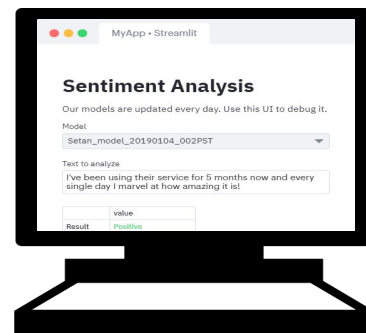 MyApp • Streamlit
Sentiment Analysis
Our models are updated every day. Use this UI to debug it.
Model
Setan_model_20190104_002PST
Text to analyze
I've been using their service for 5 months now and every
single day I marvel at how amazing it is!
value
Result Positive